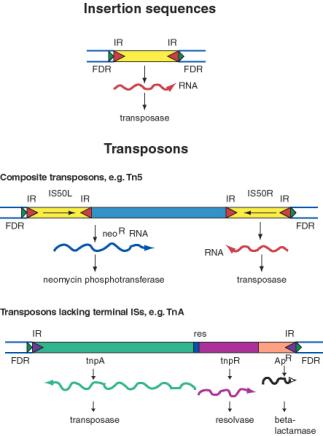 Insertion sequences
IR IR
FDR FDR
RNA
transposase
Transposons
Composite transposons, e.g. Tn5
IS50L IS50R
IR IR IR IR
FDR FDR
neo R RNA
RNA
neomycin phosphotransferase transposase
Transposons lacking terminal ISs, e.g. TnA
IR res IR
FDR tnpA tnpR Ap R FDR
transposase resolvase beta-
lactamase